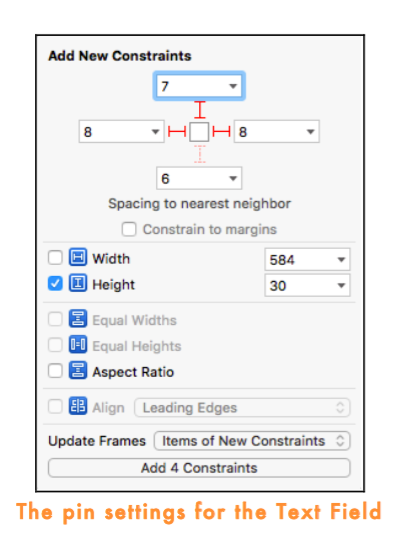 Add New Constraints
7
8 8
6
Spacing to nearest neighbor
Constrain to margins
Width 584
Height 30
Equal Widths
Equal Heights
Aspect Ratio
Align Leading Edges
Update Frames Items of New Constraints
Add 4 Constraints
The pin settings for the Text Field